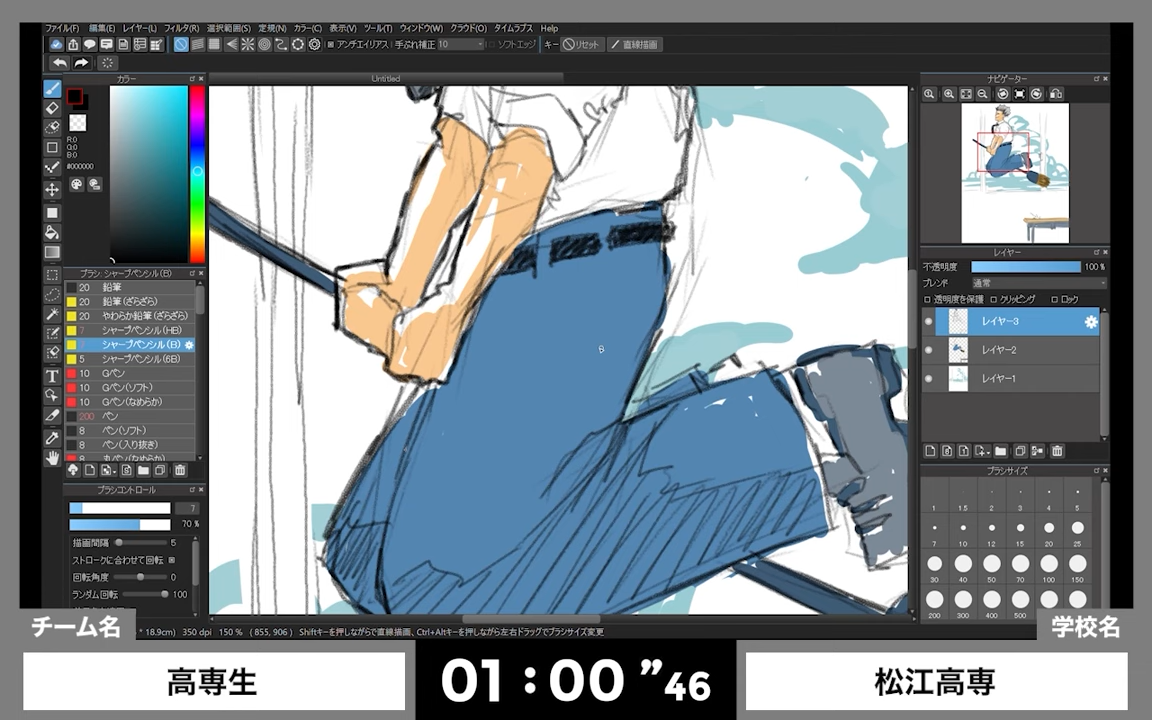 ファイル(F) 編集(E) レイヤー(L) フィルタ(R) 選択範囲(S) 定規(N) カラー(C) 表示(V) ツール(T) ウィンドウ(W) クラウド(O) タイムラプス Help
アンチエイリアス 手ぶれ補正 10 ソフトエッジ キー リセット 直線描画
カラー
Untitled
ナビゲーター
R:0
G:0
B:0
#000000
ブラシ: シャープペンシル(B)
20 鉛筆
20 鉛筆(ざらざら)
20 やわらか鉛筆(ざらざら)
7 シャープペンシル(HB)
シャープペンシル(B)
5 シャープペンシル(6B)
10 Gペン
10 Gペン(ソフト)
10 Gペン(なめらか)
200 ペン
8 ペン(ソフト)
8 ペン(入り抜き)
8 丸ペン(なめらか)
ブラシコントロール
7
70 %
描画間隔 5
ストロークに合わせて回転
回転角度 0
ランダム回転 100
レイヤー
不透明度 100 %
ブレンド 通常
透明度を保護 クリッピング ロック
レイヤー3
レイヤー2
レイヤー1
ブラシサイズ
1 1.5 2 3 4 5
7 10 12 15 20 25
30 40 50 70 100 150
200 300 400 500
* 18.9cm) 350 dpi 150 % ( 855, 906 ) Shiftキーを押しながらで直線描画、Ctrl+Altキーを押しながら左右ドラッグでブラシサイズ変更
チーム名
学校名
高専生
01:00"46
松江高専